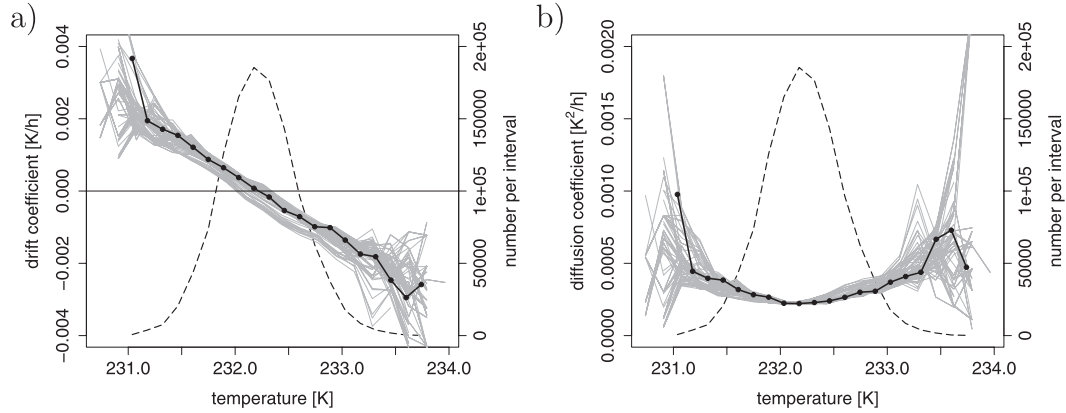 a)
0.004
0.002
0.000
−0.002
−0.004
drift coefficient [K/h]
2e+05
150000
1e+05
50000
0
number per interval
231.0 232.0 233.0 234.0
temperature [K]
b)
0.0020
0.0015
0.0010
0.0005
0.0000
diffusion coefficient [K²/h]
2e+05
150000
1e+05
50000
0
number per interval
231.0 232.0 233.0 234.0
temperature [K]